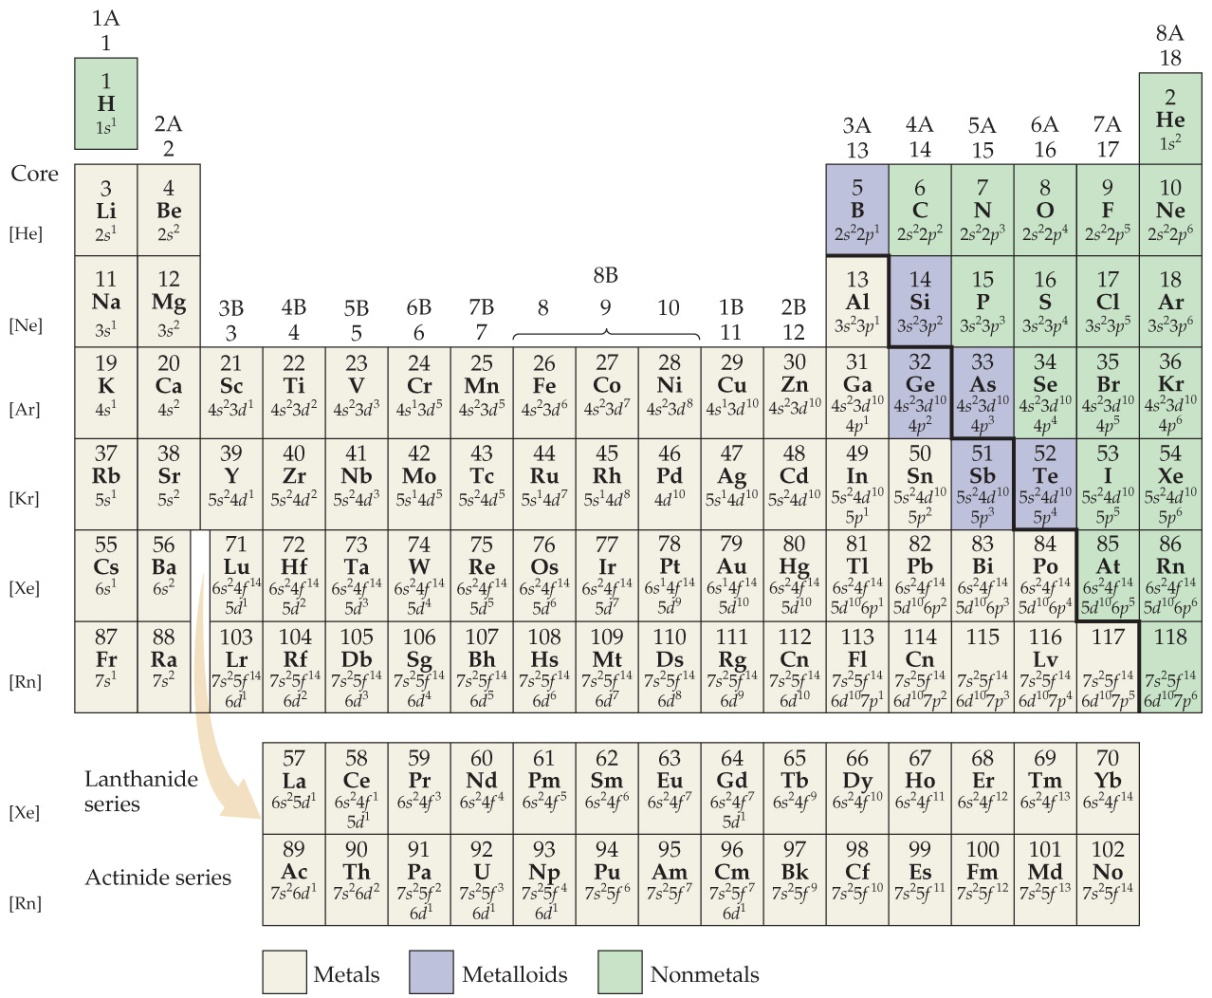 1A
1
8A
18
1
H
1s¹
2A
2
3A 4A 5A 6A 7A
13 14 15 16 17
2
He
1s²
Core
3 4 5 6 7 8 9 10
Li Be B C N O F Ne
[He] 2s¹ 2s² 2s²2p¹ 2s²2p² 2s²2p³ 2s²2p⁴ 2s²2p⁵ 2s²2p⁶
11 12 13 14 15 16 17 18
Na Mg Al Si P S Cl Ar
[Ne] 3s¹ 3s² 3s²3p¹ 3s²3p² 3s²3p³ 3s²3p⁴ 3s²3p⁵ 3s²3p⁶
8B
3B 4B 5B 6B 7B 8 9 10 1B 2B
3 4 5 6 7 11 12
19 20 21 22 23 24 25 26 27 28 29 30 31 32 33 34 35 36
K Ca Sc Ti V Cr Mn Fe Co Ni Cu Zn Ga Ge As Se Br Kr
[Ar] 4s¹ 4s² 4s²3d¹ 4s²3d² 4s²3d³ 4s¹3d⁵ 4s²3d⁵ 4s²3d⁶ 4s²3d⁷ 4s²3d⁸ 4s¹3d¹⁰ 4s²3d¹⁰ 4s²3d¹⁰ 4s²3d¹⁰ 4s²3d¹⁰ 4s²3d¹⁰ 4s²3d¹⁰ 4s²3d¹⁰
4p¹ 4p² 4p³ 4p⁴ 4p⁵ 4p⁶
37 38 39 40 41 42 43 44 45 46 47 48 49 50 51 52 53 54
Rb Sr Y Zr Nb Mo Tc Ru Rh Pd Ag Cd In Sn Sb Te I Xe
[Kr] 5s¹ 5s² 5s²4d¹ 5s²4d² 5s²4d³ 5s¹4d⁵ 5s²4d⁵ 5s¹4d⁷ 5s¹4d⁸ 4d¹⁰ 5s¹4d¹⁰ 5s²4d¹⁰ 5s²4d¹⁰ 5s²4d¹⁰ 5s²4d¹⁰ 5s²4d¹⁰ 5s²4d¹⁰ 5s²4d¹⁰
5p¹ 5p² 5p³ 5p⁴ 5p⁵ 5p⁶
55 56 71 72 73 74 75 76 77 78 79 80 81 82 83 84 85 86
Cs Ba Lu Hf Ta W Re Os Ir Pt Au Hg Tl Pb Bi Po At Rn
[Xe] 6s¹ 6s² 6s²4f¹⁴ 6s²4f¹⁴ 6s²4f¹⁴ 6s²4f¹⁴ 6s²4f¹⁴ 6s²4f¹⁴ 6s²4f¹⁴ 6s¹4f¹⁴ 6s¹4f¹⁴ 6s²4f¹⁴ 6s²4f¹⁴ 6s²4f¹⁴ 6s²4f¹⁴ 6s²4f¹⁴ 6s²4f¹⁴ 6s²4f¹⁴
5d¹ 5d² 5d³ 5d⁴ 5d⁵ 5d⁶ 5d⁷ 5d⁹ 5d¹⁰ 5d¹⁰ 5d¹⁰6p¹ 5d¹⁰6p² 5d¹⁰6p³ 5d¹⁰6p⁴ 5d¹⁰6p⁵ 5d¹⁰6p⁶
87 88 103 104 105 106 107 108 109 110 111 112 113 114 115 116 117 118
Fr Ra Lr Rf Db Sg Bh Hs Mt Ds Rg Cn Fl Cn Lv
[Rn] 7s¹ 7s² 7s²5f¹⁴ 7s²5f¹⁴ 7s²5f¹⁴ 7s²5f¹⁴ 7s²5f¹⁴ 7s²5f¹⁴ 7s²5f¹⁴ 7s²5f¹⁴ 7s²5f¹⁴ 7s²5f¹⁴ 7s²5f¹⁴ 7s²5f¹⁴ 7s²5f¹⁴ 7s²5f¹⁴ 7s²5f¹⁴ 7s²5f¹⁴
6d¹ 6d² 6d³ 6d⁴ 6d⁵ 6d⁶ 6d⁷ 6d⁸ 6d⁹ 6d¹⁰ 6d¹⁰7p¹ 6d¹⁰7p² 6d¹⁰7p³ 6d¹⁰7p⁴ 6d¹⁰7p⁵ 6d¹⁰7p⁶
Lanthanide
series
[Xe]
57 58 59 60 61 62 63 64 65 66 67 68 69 70
La Ce Pr Nd Pm Sm Eu Gd Tb Dy Ho Er Tm Yb
6s²5d¹ 6s²4f¹ 6s²4f³ 6s²4f⁴ 6s²4f⁵ 6s²4f⁶ 6s²4f⁷ 6s²4f⁷ 6s²4f⁹ 6s²4f¹⁰ 6s²4f¹¹ 6s²4f¹² 6s²4f¹³ 6s²4f¹⁴
5d¹ 5d¹
Actinide series
[Rn]
89 90 91 92 93 94 95 96 97 98 99 100 101 102
Ac Th Pa U Np Pu Am Cm Bk Cf Es Fm Md No
7s²6d¹ 7s²6d² 7s²5f² 7s²5f³ 7s²5f⁴ 7s²5f⁶ 7s²5f⁷ 7s²5f⁷ 7s²5f⁹ 7s²5f¹⁰ 7s²5f¹¹ 7s²5f¹² 7s²5f¹³ 7s²5f¹⁴
6d¹ 6d¹ 6d¹ 6d¹
Metals Metalloids Nonmetals